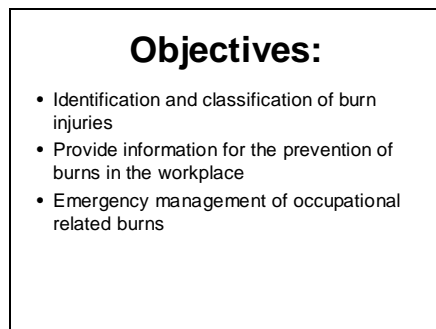 Objectives:
• Identification and classification of burn
injuries
• Provide information for the prevention of
burns in the workplace
• Emergency management of occupational
related burns